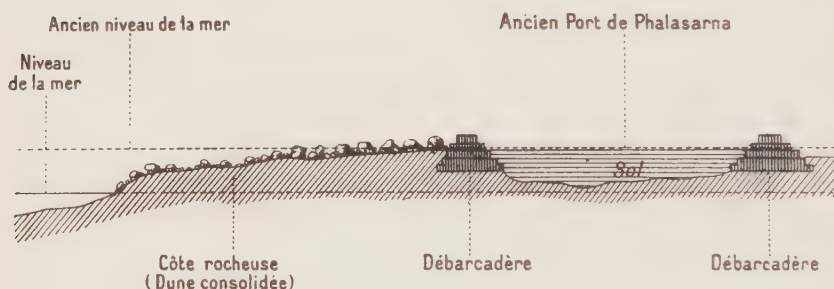 Ancien niveau de la mer
Ancien Port de Phalasarna
Niveau
de la mer
Sol
Côte rocheuse
(Dune consolidée)
Débarcadère
Débarcadère